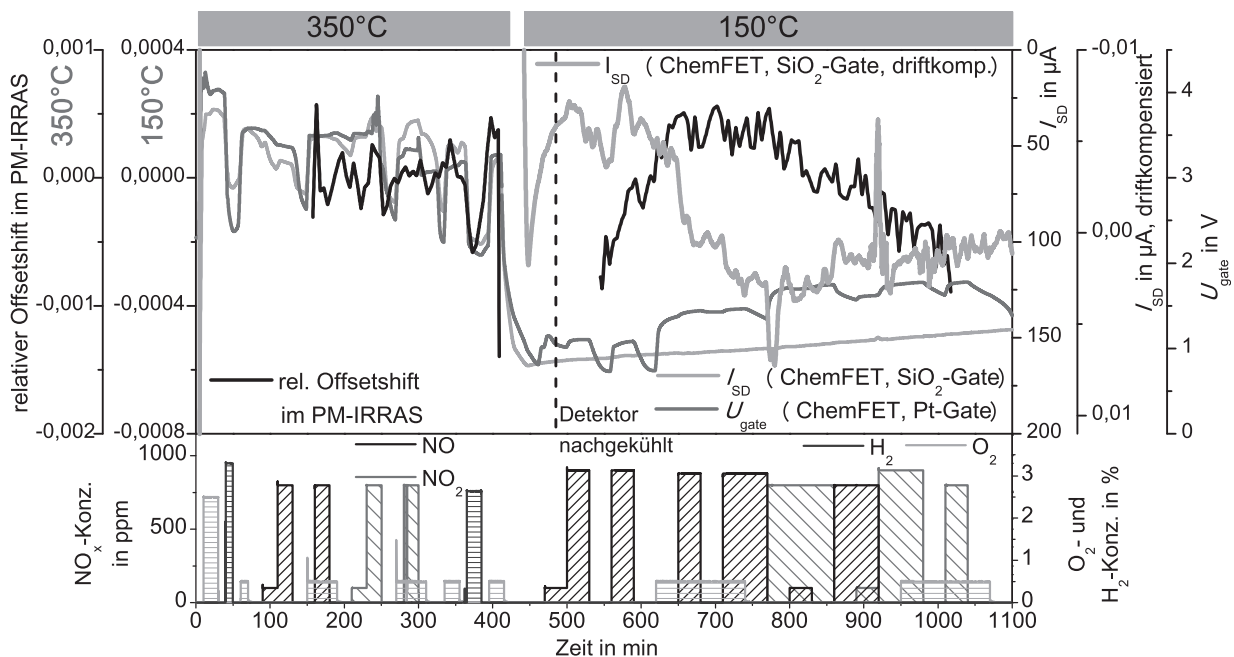 350°C
150°C
0,001
0,000
-0,001
-0,002
relativer Offsetshift im PM-IRRAS
350°C
0,0004
0,0000
-0,0004
-0,0008
150°C
I_SD ( ChemFET, SiO2-Gate, driftkomp.)
rel. Offsetshift
im PM-IRRAS
Detektor
nachgekühlt
I_SD ( ChemFET, SiO2-Gate)
U_gate ( ChemFET, Pt-Gate)
0
50
100
150
200
I_SD in µA
-0,01
0,00
0,01
I_SD in µA, driftkompensiert
4
3
2
1
0
U_gate in V
NO
NO2
H2
O2
1000
500
0
NOx-Konz.
in ppm
3
2
1
0
O2- und
H2-Konz. in %
0 100 200 300 400 500 600 700 800 900 1000 1100
Zeit in min